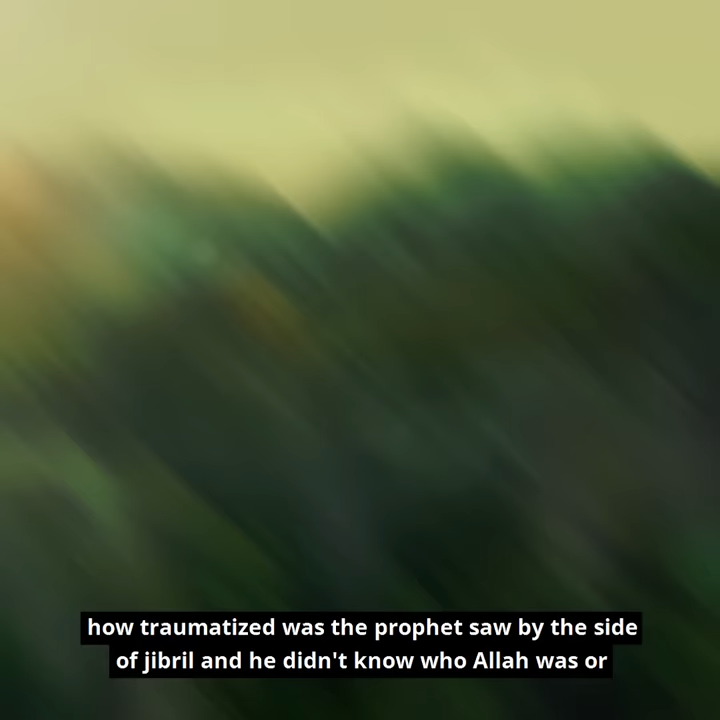 how traumatized was the prophet saw by the side
of jibril and he didn't know who Allah was or